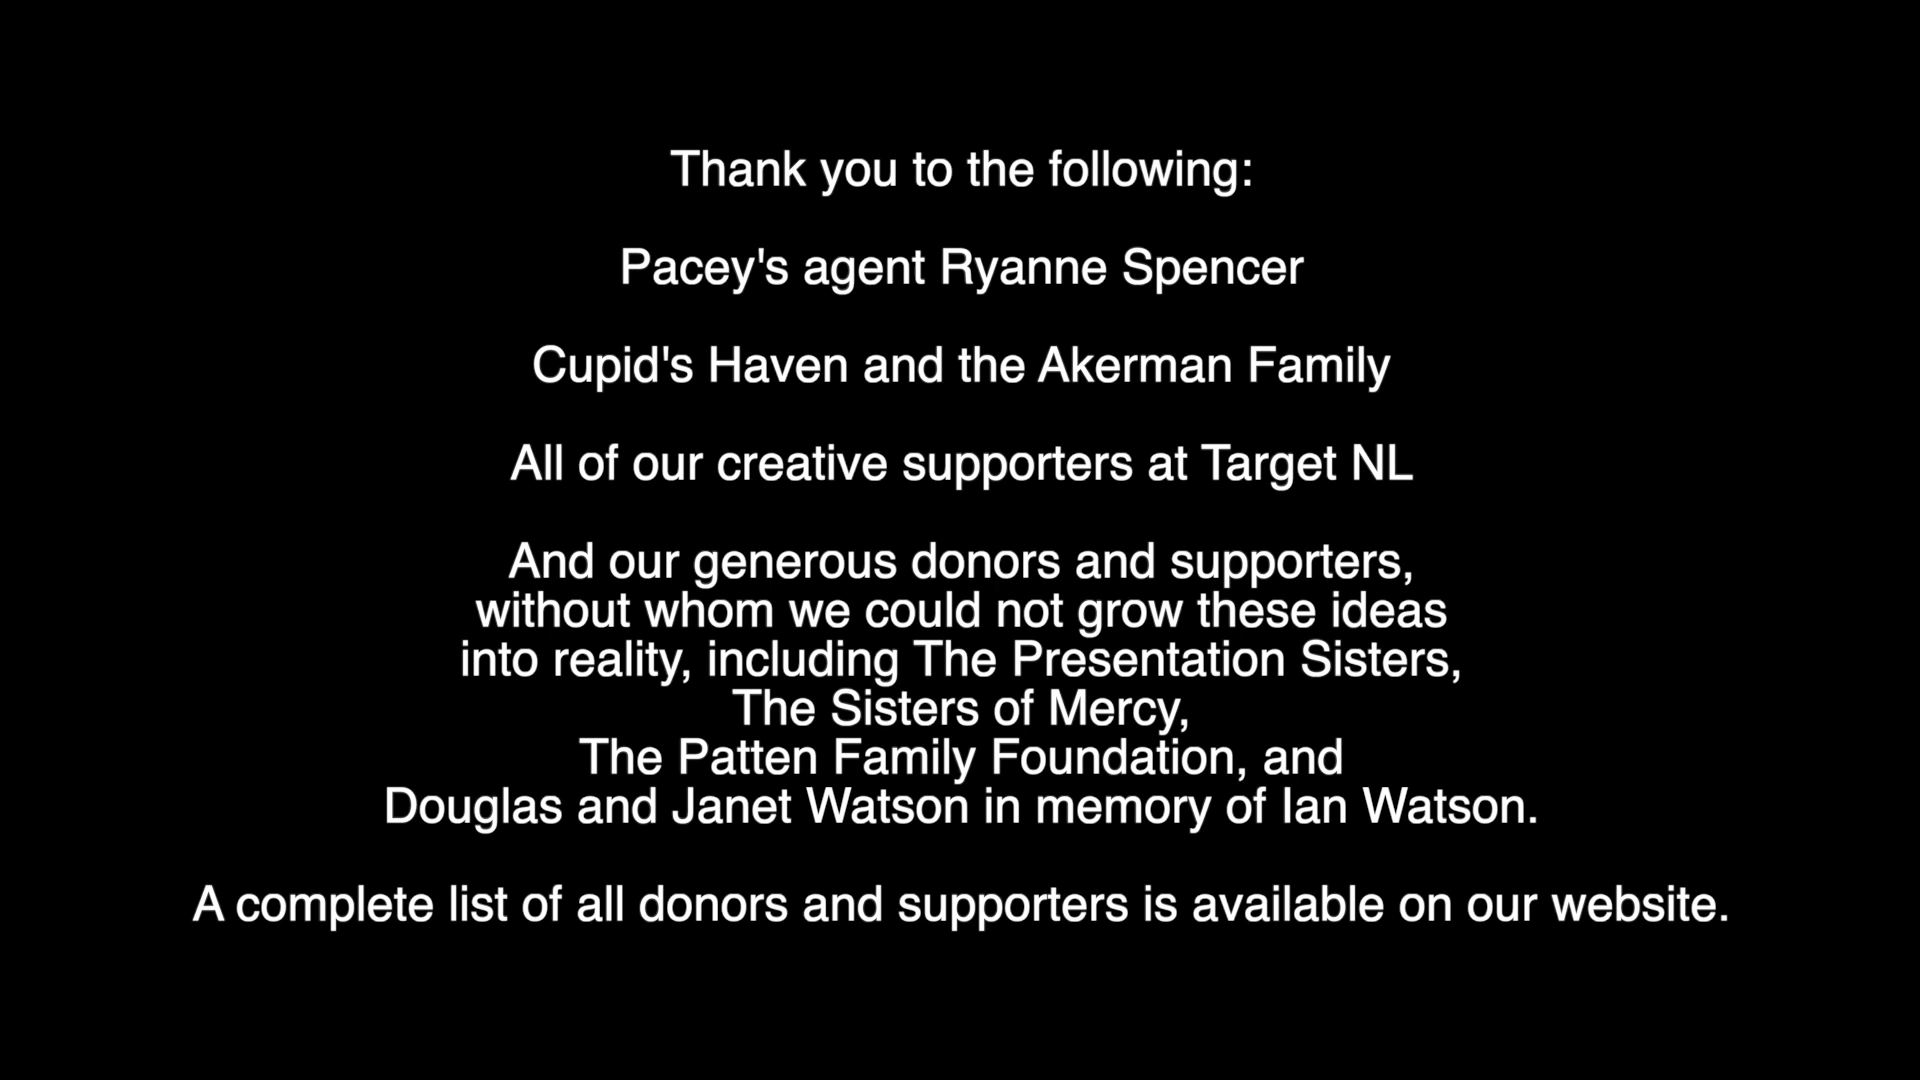 Thank you to the following:
Pacey's agent Ryanne Spencer
Cupid's Haven and the Akerman Family
All of our creative supporters at Target NL
And our generous donors and supporters,
without whom we could not grow these ideas
into reality, including The Presentation Sisters,
The Sisters of Mercy,
The Patten Family Foundation, and
Douglas and Janet Watson in memory of Ian Watson.
A complete list of all donors and supporters is available on our website.